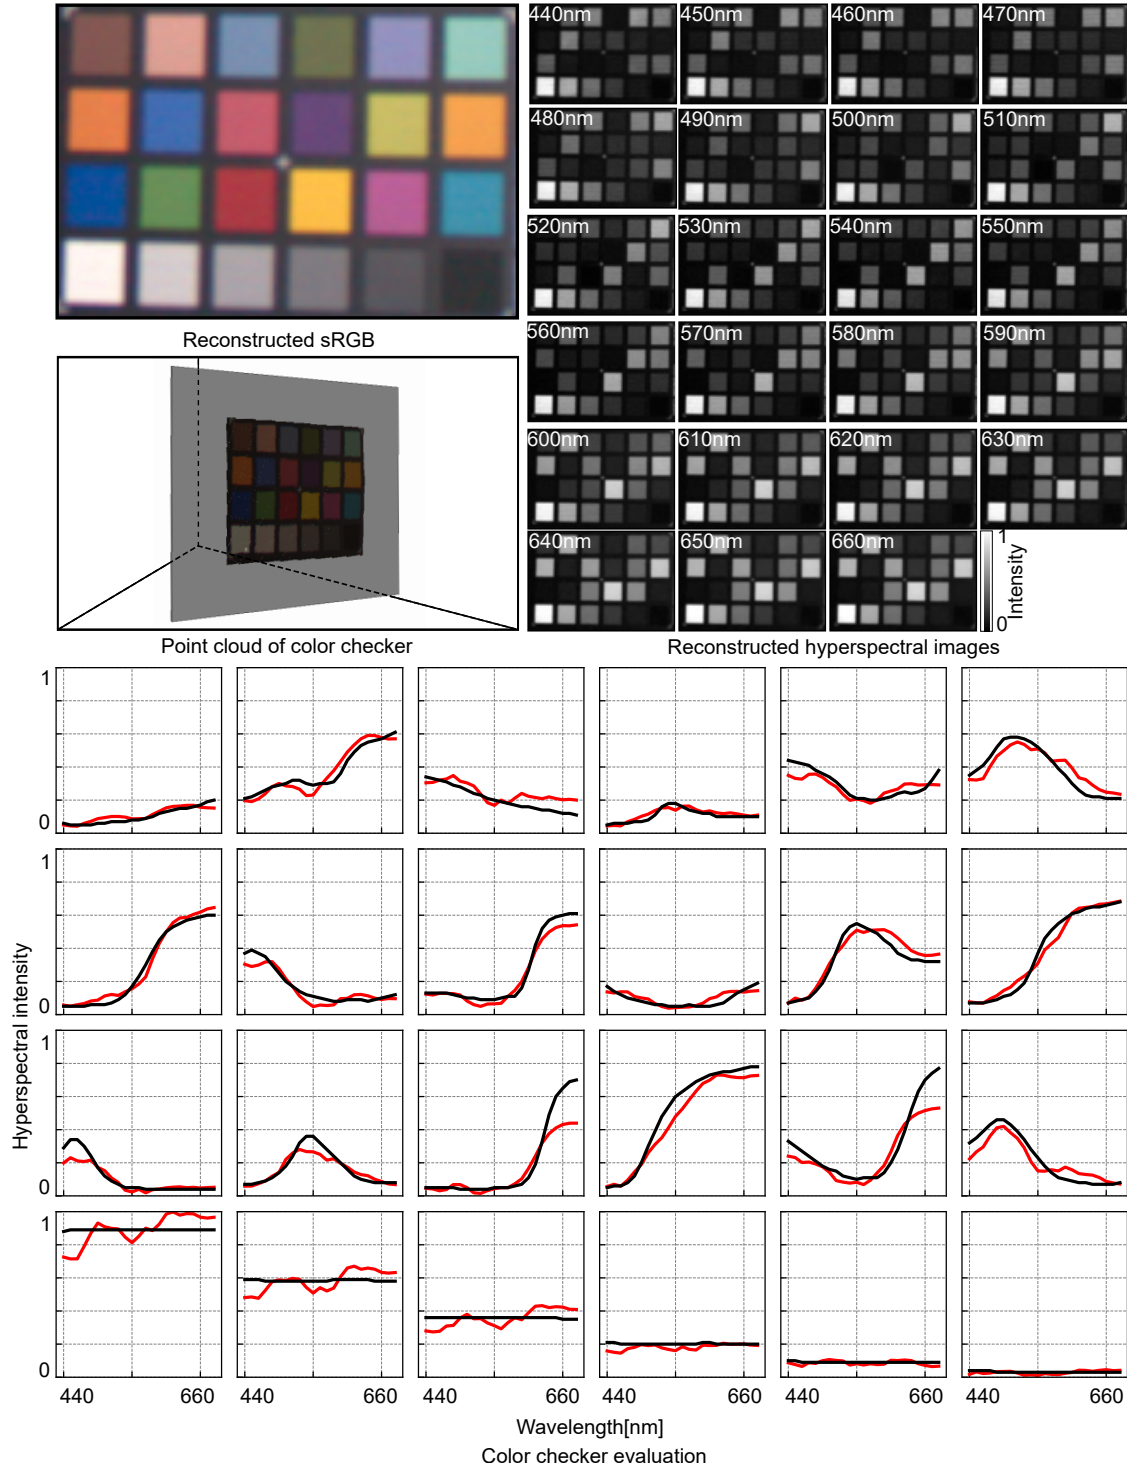 440nm 450nm 460nm 470nm
480nm 490nm 500nm 510nm
520nm 530nm 540nm 550nm
560nm 570nm 580nm 590nm
600nm 610nm 620nm 630nm
640nm 650nm 660nm
1
Intensity
0
Reconstructed sRGB
Point cloud of color checker
Reconstructed hyperspectral images
Hyperspectral intensity
1
0
1
0
1
0
1
0
440 660 440 660 440 660 440 660 440 660 440 660
Wavelength[nm]
Color checker evaluation